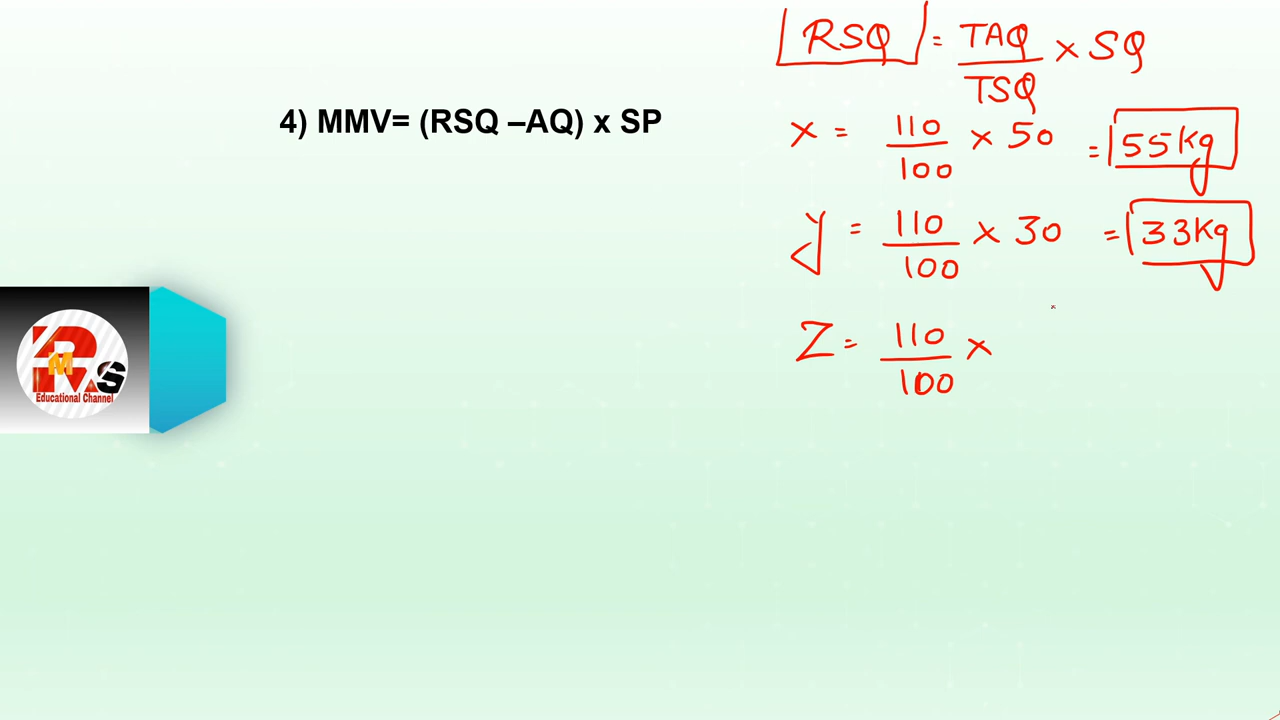 RSQ = TAQ/TSQ × SQ
4) MMV= (RSQ –AQ) x SP
x = 110/100 × 50 = 55kg
y = 110/100 × 30 = 33kg
Z = 110/100 ×
RMS
Educational Channel